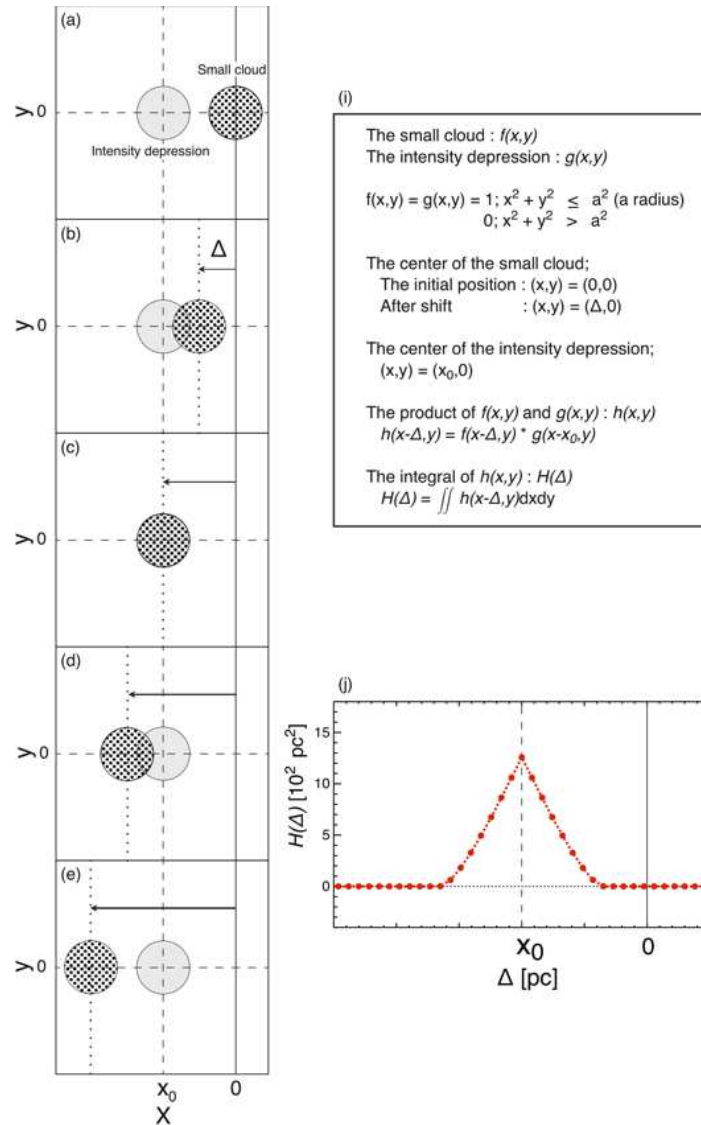 (a)
Small cloud
y 0
Intensity depression
(b)
Δ
y 0
(c)
y 0
(d)
y 0
(e)
y 0
x₀ 0
X
(i)
The small cloud : f(x,y)
The intensity depression : g(x,y)
f(x,y) = g(x,y) = 1; x² + y² ≤ a² (a radius)
0; x² + y² > a²
The center of the small cloud;
The initial position : (x,y) = (0,0)
After shift : (x,y) = (Δ,0)
The center of the intensity depression;
(x,y) = (x₀,0)
The product of f(x,y) and g(x,y) : h(x,y)
h(x-Δ,y) = f(x-Δ,y) * g(x-x₀,y)
The integral of h(x,y) : H(Δ)
H(Δ) = ∬ h(x-Δ,y)dxdy
(j)
H(Δ) [10² pc²]
15
10
5
0
x₀ 0
Δ [pc]